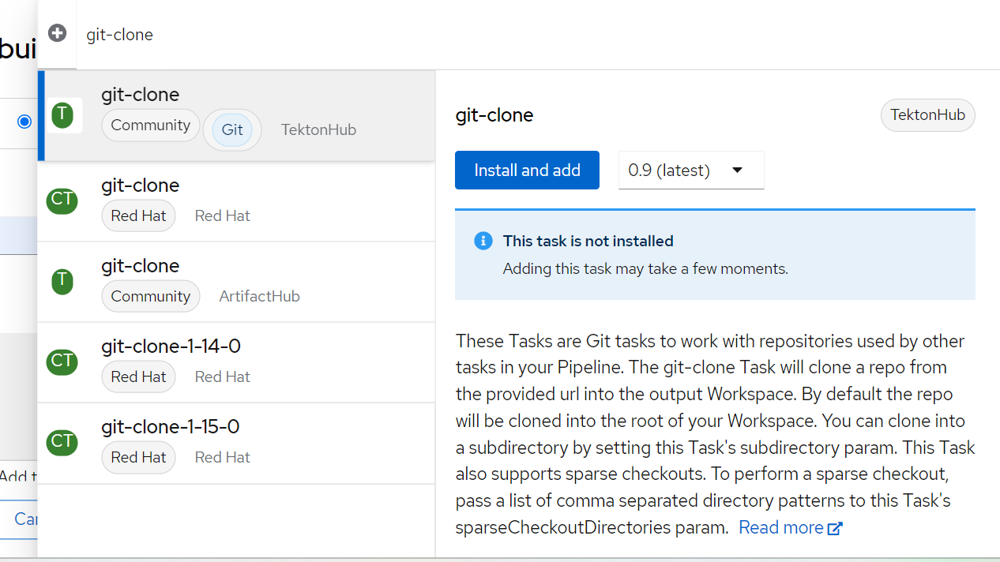 git-clone
bui
T
git-clone
Community
Git
TektonHub
CT
git-clone
Red Hat
Red Hat
T
git-clone
Community
ArtifactHub
CT
git-clone-1-14-0
Red Hat
Red Hat
CT
git-clone-1-15-0
Red Hat
Red Hat
Add t
Car
git-clone
TektonHub
Install and add
0.9 (latest)
This task is not installed
Adding this task may take a few moments.
These Tasks are Git tasks to work with repositories used by other
tasks in your Pipeline. The git-clone Task will clone a repo from
the provided url into the output Workspace. By default the repo
will be cloned into the root of your Workspace. You can clone into
a subdirectory by setting this Task's subdirectory param. This Task
also supports sparse checkouts. To perform a sparse checkout,
pass a list of comma separated directory patterns to this Task's
sparseCheckoutDirectories param. Read more